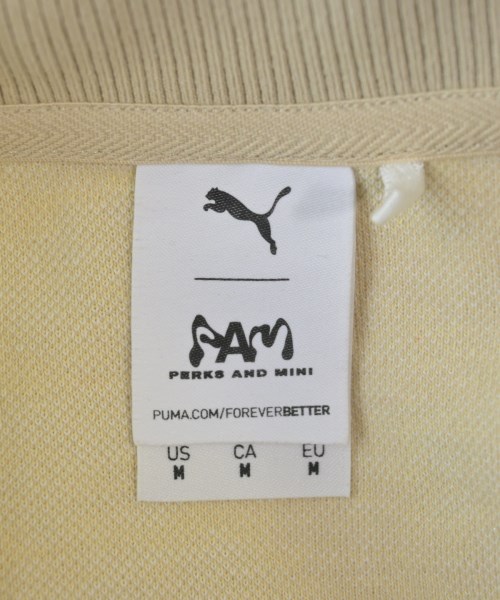 PAM
PERKS AND MINI
PUMA.COM/FOREVERBETTER
US CA EU
M M M